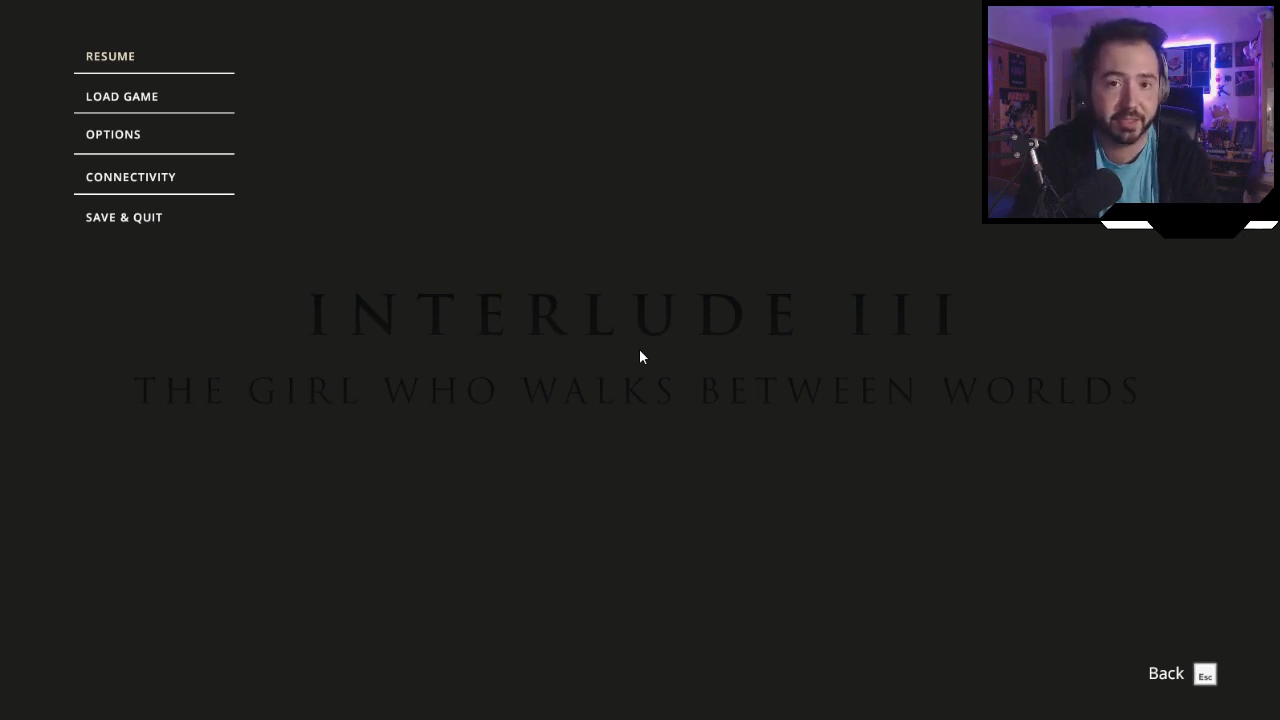 RESUME
LOAD GAME
OPTIONS
CONNECTIVITY
SAVE & QUIT
INTERLUDE III
THE GIRL WHO WALKS BETWEEN WORLDS
Back Esc